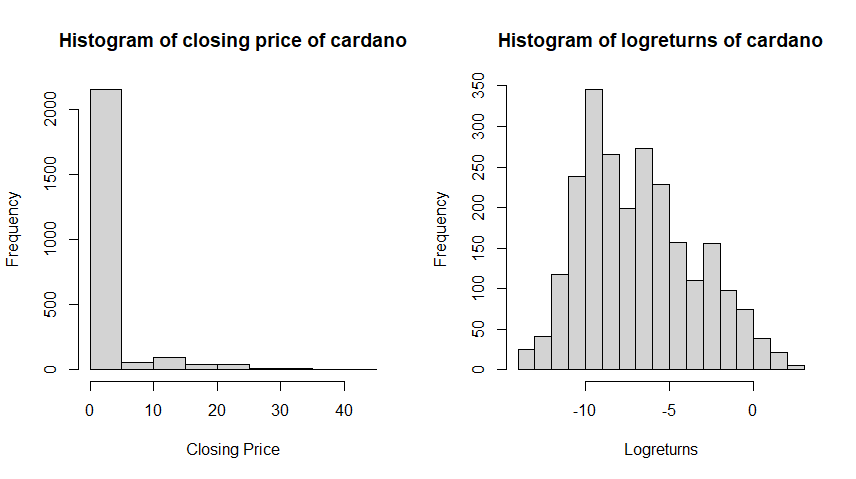 Histogram of closing price of cardano
Frequency
2000
1500
1000
500
0
0 10 20 30 40
Closing Price
Histogram of logreturns of cardano
Frequency
350
300
250
200
150
100
50
0
-10 -5 0
Logreturns